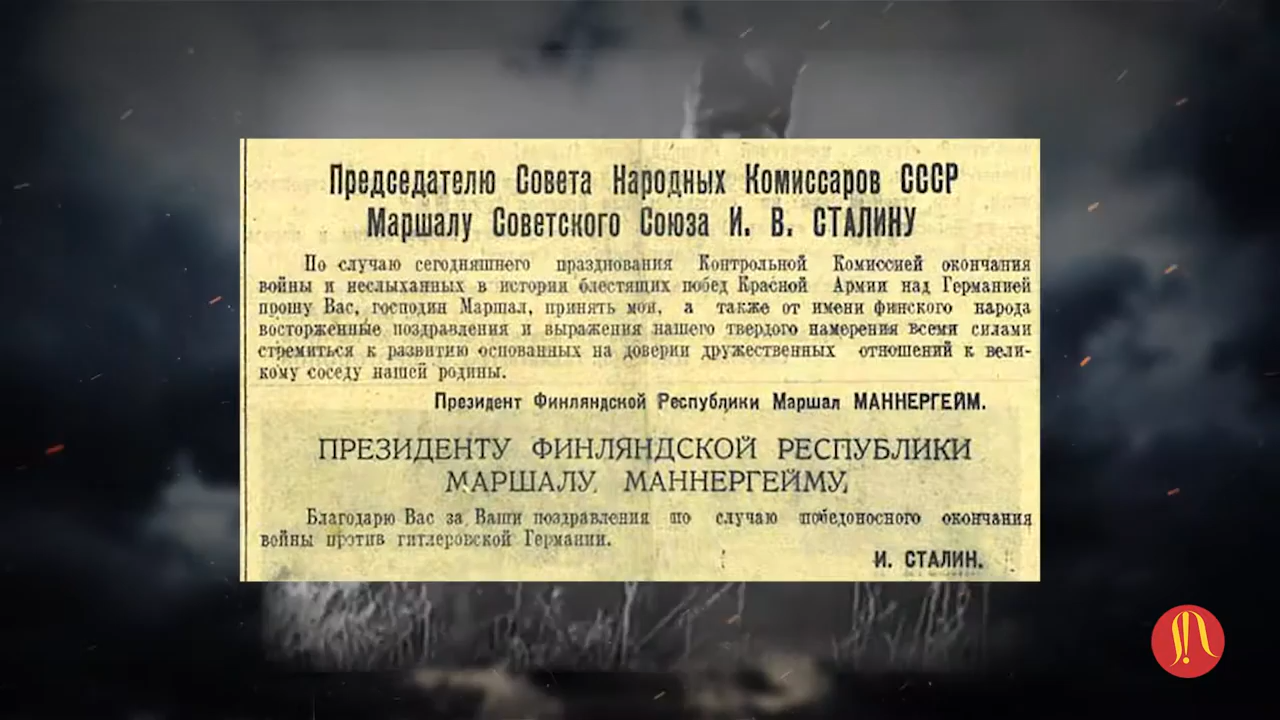 Председателю Совета Народных Комиссаров СССР
Маршалу Советского Союза И. В. СТАЛИНУ
По случаю сегодняшнего празднования Контрольной Комиссией окончания
войны и неслыханных в истории блестящих побед Красной Армии над Германией
прошу Вас, господин Маршал, принять мои, а также от имени финского народа
восторженные поздравления и выражения нашего твердого намерения всеми силами
стремиться к развитию основанных на доверии дружественных отношений к вели-
кому соседу нашей родины.
Президент Финляндской Республики Маршал МАННЕРГЕЙМ.
ПРЕЗИДЕНТУ ФИНЛЯНДСКОЙ РЕСПУБЛИКИ
МАРШАЛУ МАННЕРГЕЙМУ
Благодарю Вас за Ваши поздравления по случаю победоносного окончания
войны против гитлеровской Германии.
И. СТАЛИН.